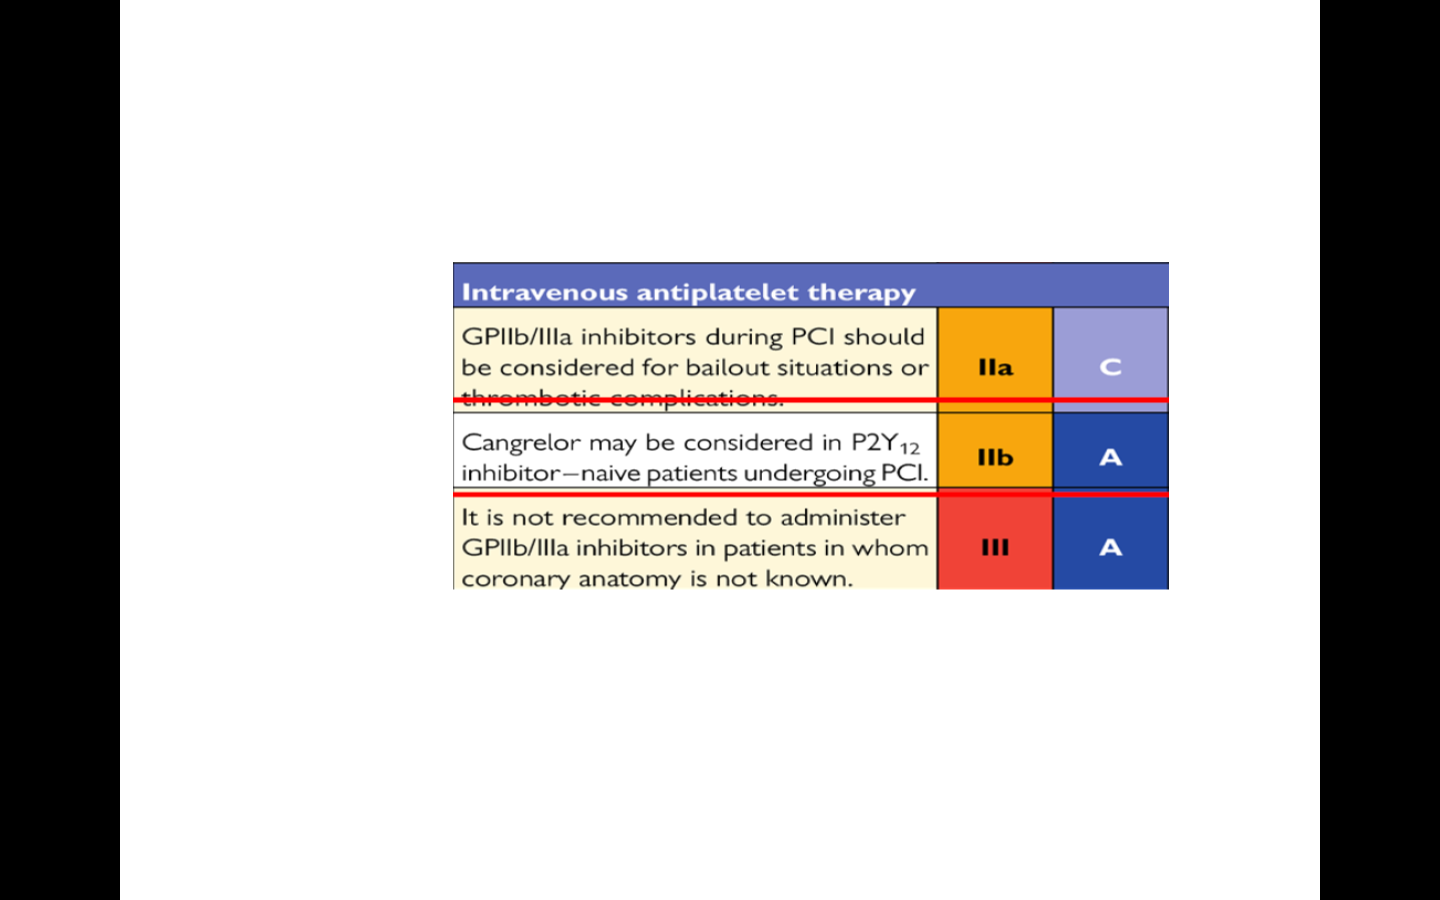 Intravenous antiplatelet therapy
GPIIb/IIIa inhibitors during PCI should
be considered for bailout situations or
thrombotic complications.
IIa
C
Cangrelor may be considered in P2Y12
inhibitor–naive patients undergoing PCI.
IIb
A
It is not recommended to administer
GPIIb/IIIa inhibitors in patients in whom
coronary anatomy is not known.
III
A